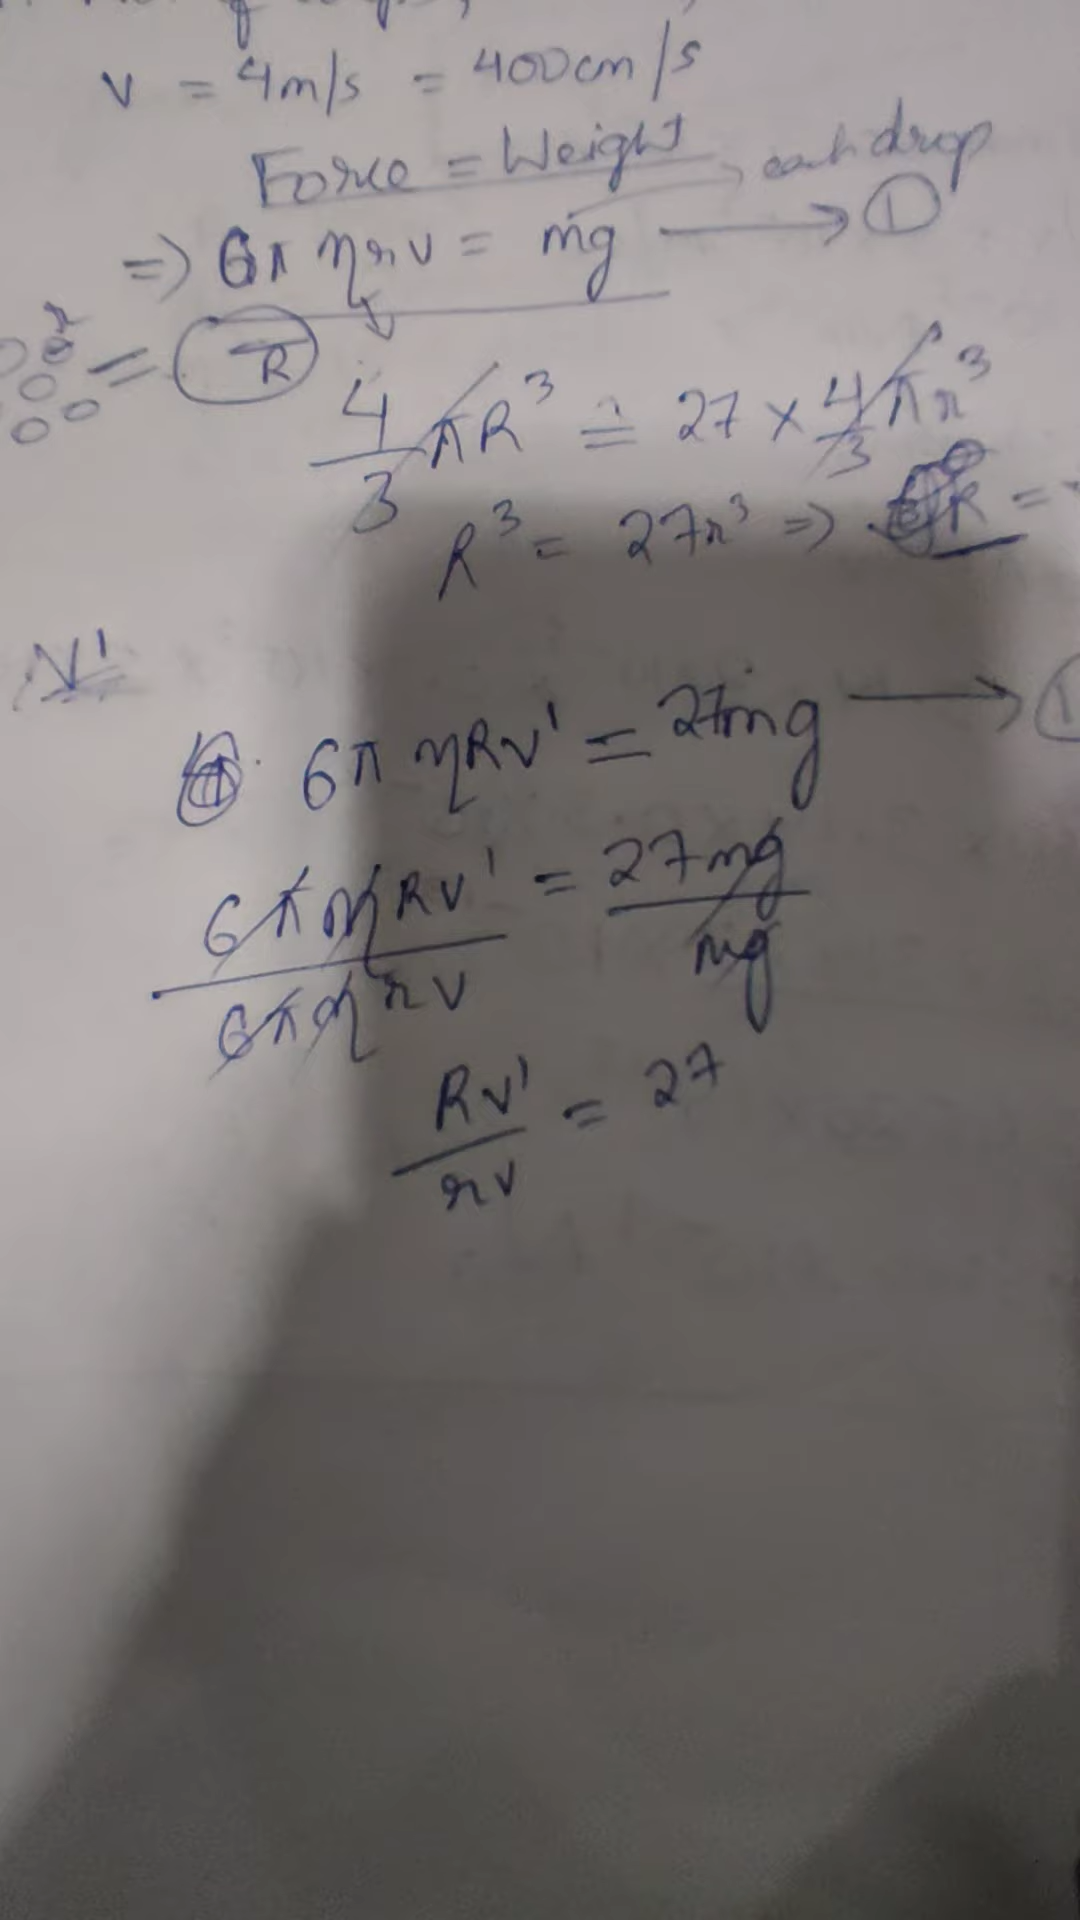 v = 4m/s = 400cm/s
Force = Weight → each drop
=> 6π ηrv = mg → ①
r
= R
4/3 πR³ = 27 × 4/3 πr³
R³ = 27r³ => R =
V'
6π ηRv' = 27mg →
6πηRv' / 6πηrv = 27mg / mg
Rv' / rv = 27